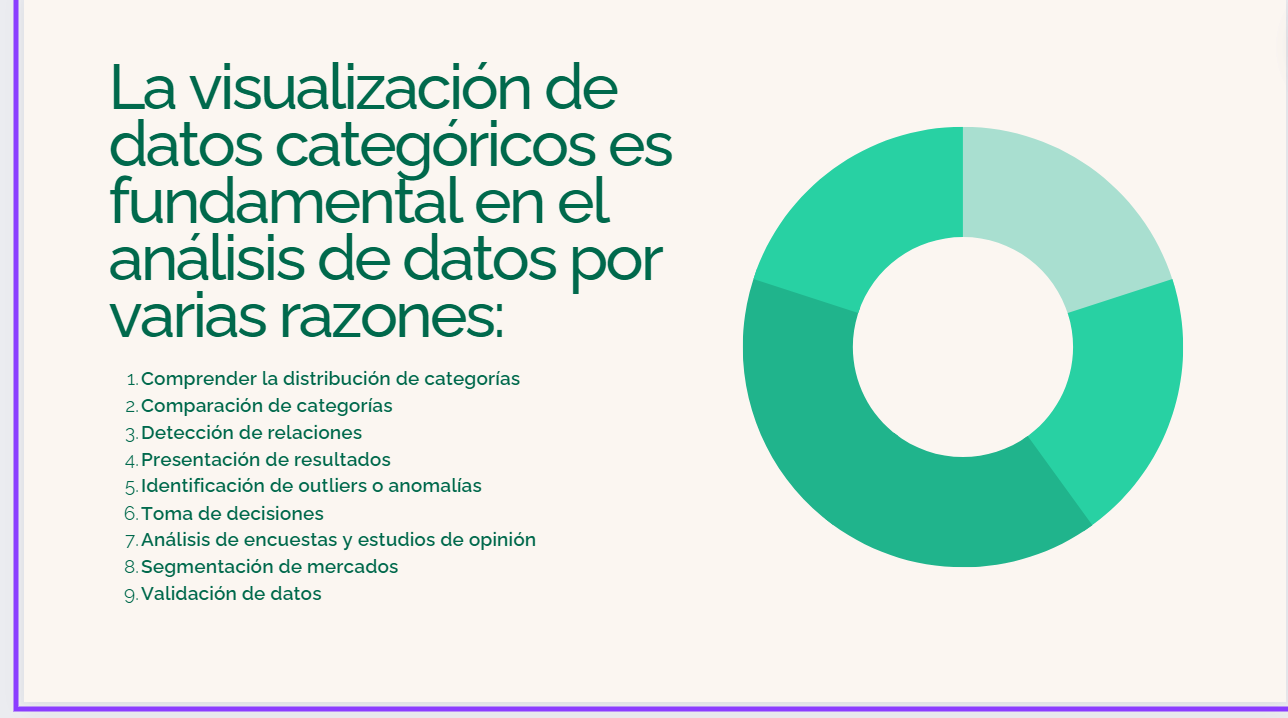 La visualización de
datos categóricos es
fundamental en el
análisis de datos por
varias razones:
1. Comprender la distribución de categorías
2. Comparación de categorías
3. Detección de relaciones
4. Presentación de resultados
5. Identificación de outliers o anomalías
6. Toma de decisiones
7. Análisis de encuestas y estudios de opinión
8. Segmentación de mercados
9. Validación de datos